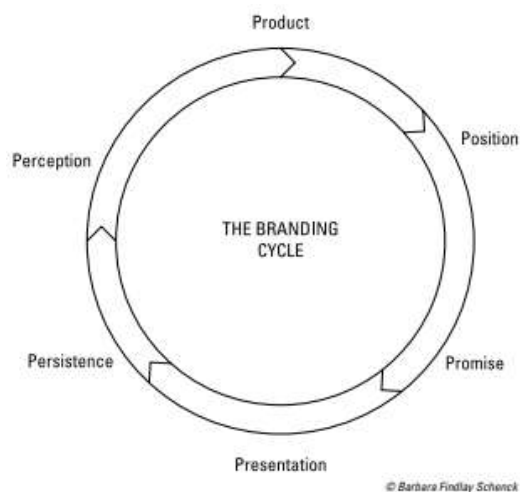 Product
Position
Perception
THE BRANDING
CYCLE
Promise
Persistence
Presentation
© Barbara Findlay Schenck